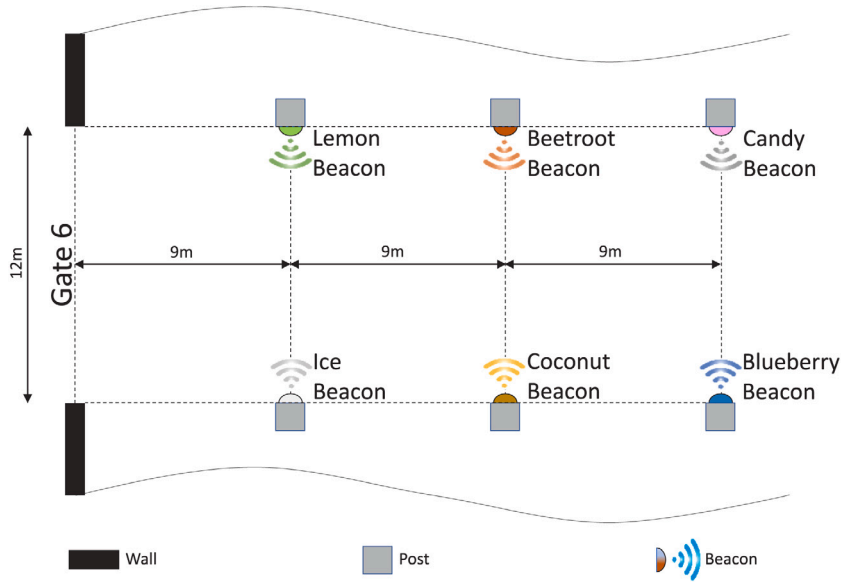 Lemon
Beacon
Beetroot
Beacon
Candy
Beacon
12m
Gate 6
9m
9m
9m
Ice
Beacon
Coconut
Beacon
Blueberry
Beacon
Wall
Post
Beacon